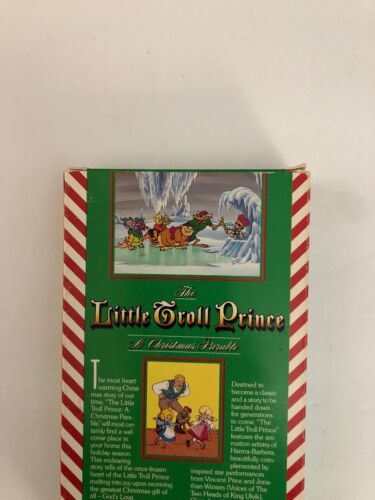 The
Little Troll Prince
A Christmas Parable
The most heart-
warming Christ-
mas story of our
time, "The Little
Troll Prince: A
Christmas Para-
ble," will most cer-
tainly find a wel-
come place in
your home this
holiday season.
This endearing
story tells of the once frozen
heart of the Little Troll Prince
melting into joy upon receiving
the greatest Christmas gift of
all – God's Love.
Destined to
become a classic
and a story to be
handed down
for generations
to come, "The
Little Troll Prince"
features the ani-
mation artistry of
Hanna-Barbera,
beautifully com-
plemented by
inspired star performances
from Vincent Price and Jona-
than Winters (Voices of The
Two Heads of King Ulvik)